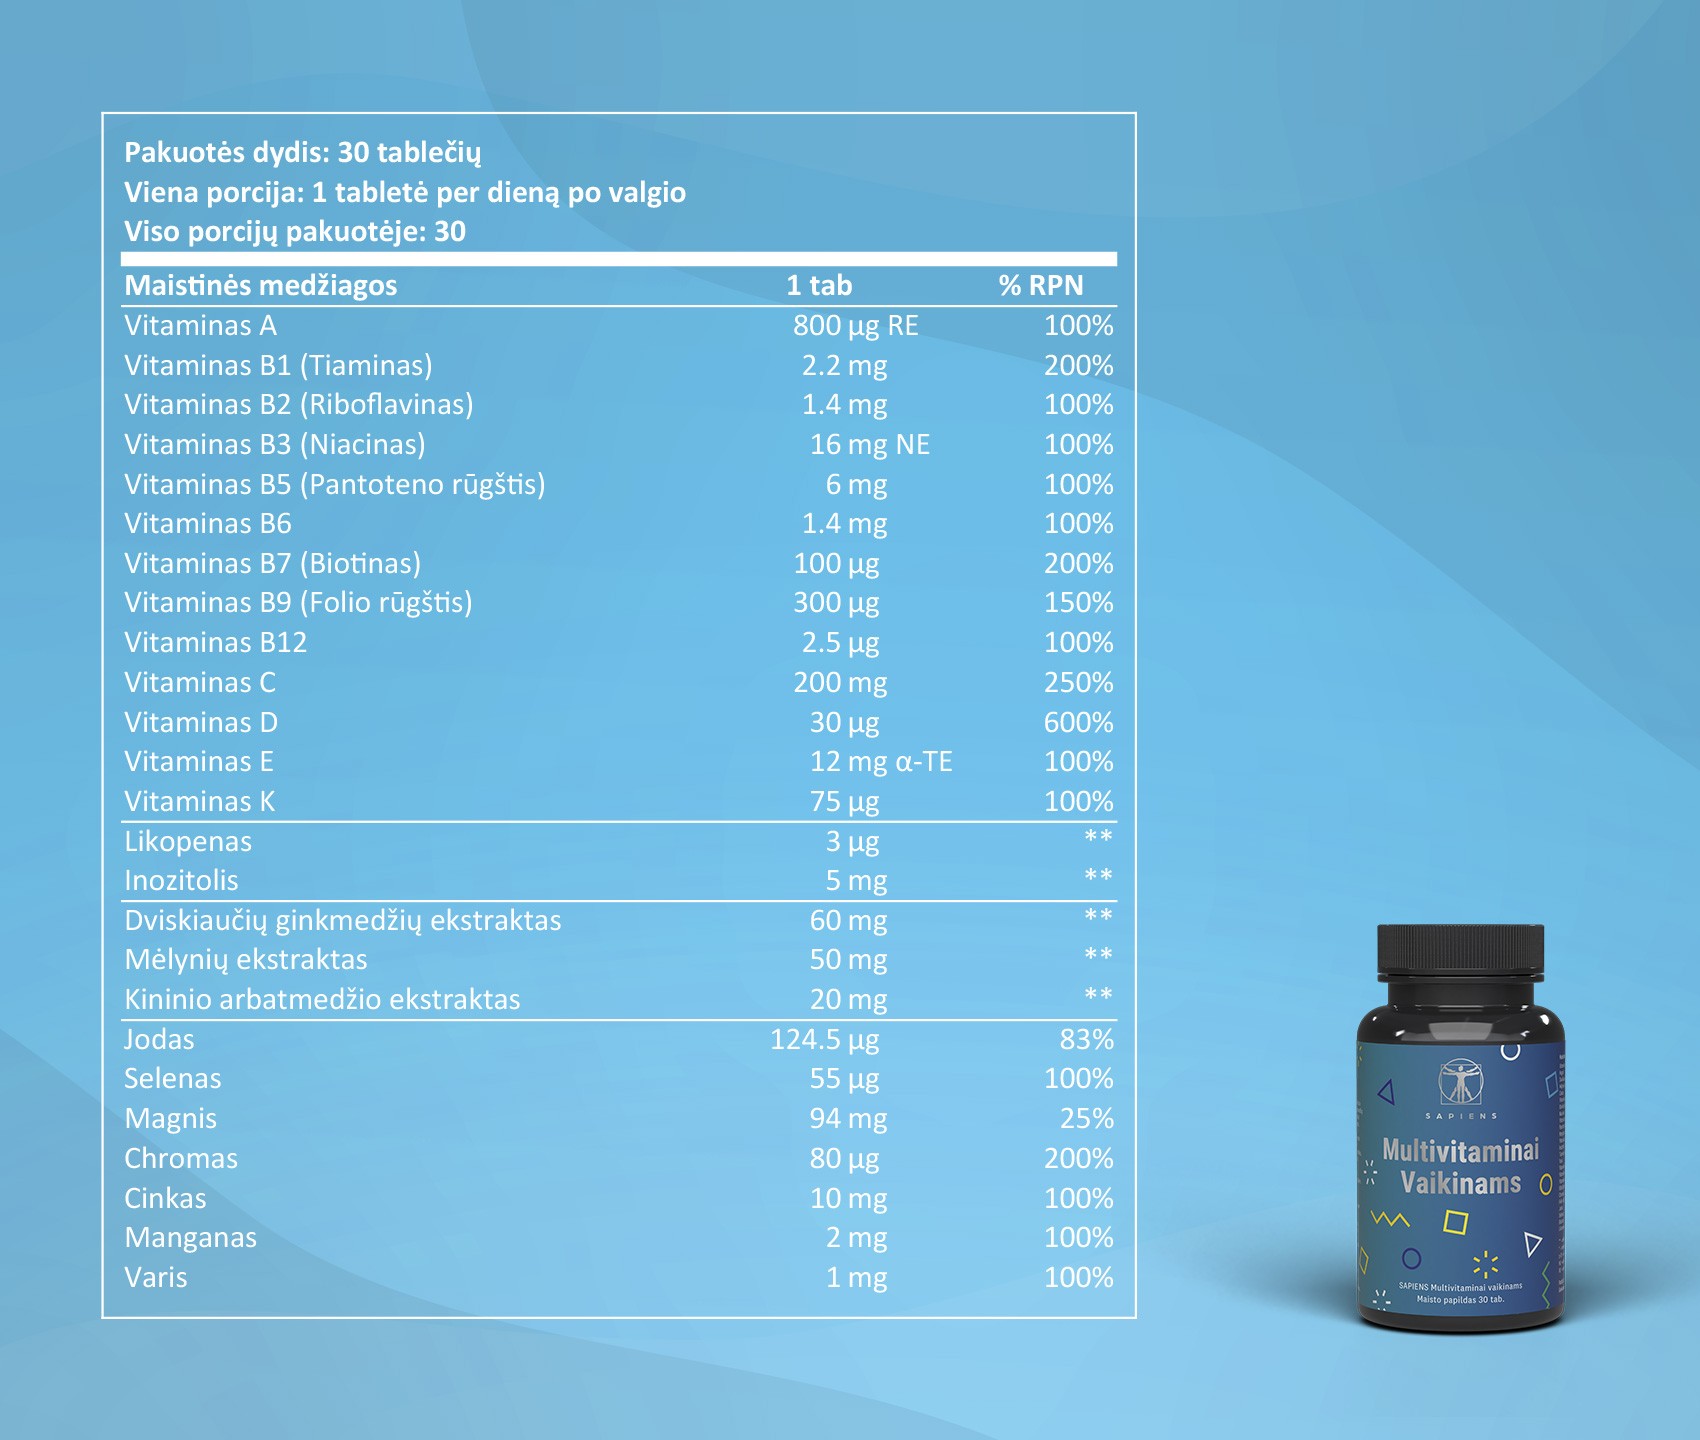 Pakuotės dydis: 30 tablečių
Viena porcija: 1 tabletė per dieną po valgio
Viso porcijų pakuotėje: 30
Maistinės medžiagos 1 tab % RPN
Vitaminas A 800 µg RE 100%
Vitaminas B1 (Tiaminas) 2.2 mg 200%
Vitaminas B2 (Riboflavinas) 1.4 mg 100%
Vitaminas B3 (Niacinas) 16 mg NE 100%
Vitaminas B5 (Pantoteno rūgštis) 6 mg 100%
Vitaminas B6 1.4 mg 100%
Vitaminas B7 (Biotinas) 100 µg 200%
Vitaminas B9 (Folio rūgštis) 300 µg 150%
Vitaminas B12 2.5 µg 100%
Vitaminas C 200 mg 250%
Vitaminas D 30 µg 600%
Vitaminas E 12 mg α-TE 100%
Vitaminas K 75 µg 100%
Likopenas 3 µg **
Inozitolis 5 mg **
Dviskiaučių ginkmedžių ekstraktas 60 mg **
Mėlynių ekstraktas 50 mg **
Kininio arbatmedžio ekstraktas 20 mg **
Jodas 124.5 µg 83%
Selenas 55 µg 100%
Magnis 94 mg 25%
Chromas 80 µg 200%
Cinkas 10 mg 100%
Manganas 2 mg 100%
Varis 1 mg 100%
SAPIENS
Multivitaminai
Vaikinams
SAPIENS Multivitaminai vaikinams
Maisto papildas 30 tab.